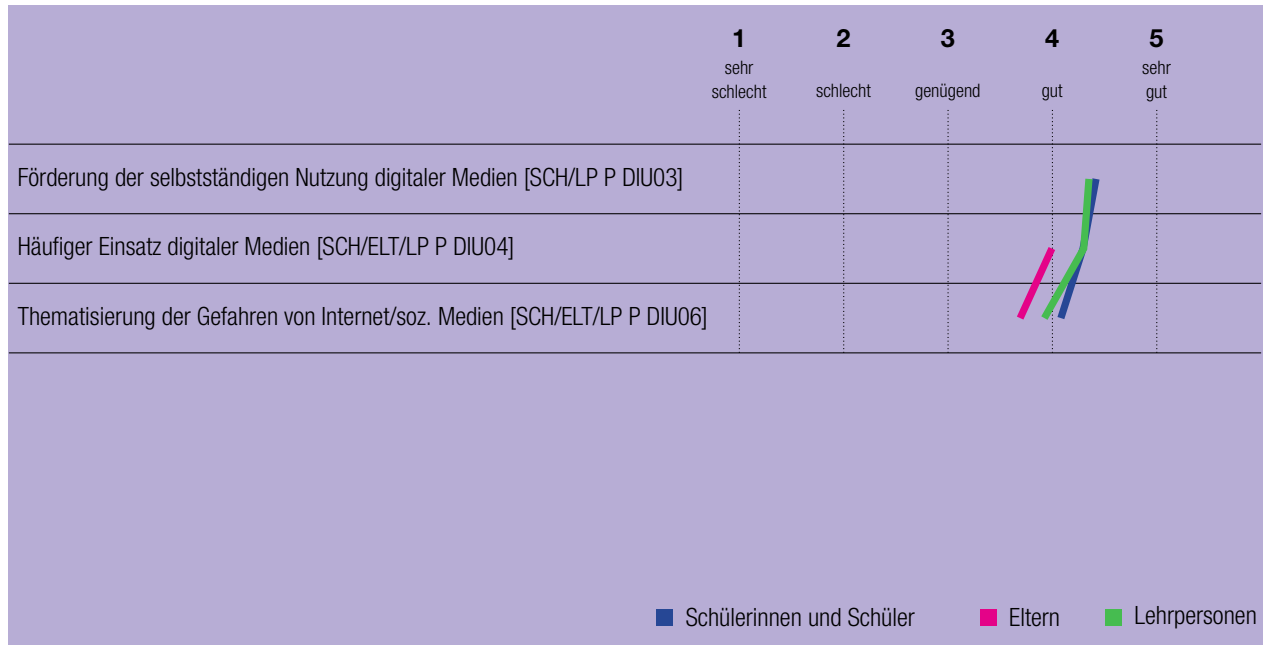 1 2 3 4 5
sehr schlecht schlecht genügend gut sehr gut
Förderung der selbstständigen Nutzung digitaler Medien [SCH/LP P DIU03]
Häufiger Einsatz digitaler Medien [SCH/ELT/LP P DIU04]
Thematisierung der Gefahren von Internet/soz. Medien [SCH/ELT/LP P DIU06]
Schülerinnen und Schüler Eltern Lehrpersonen